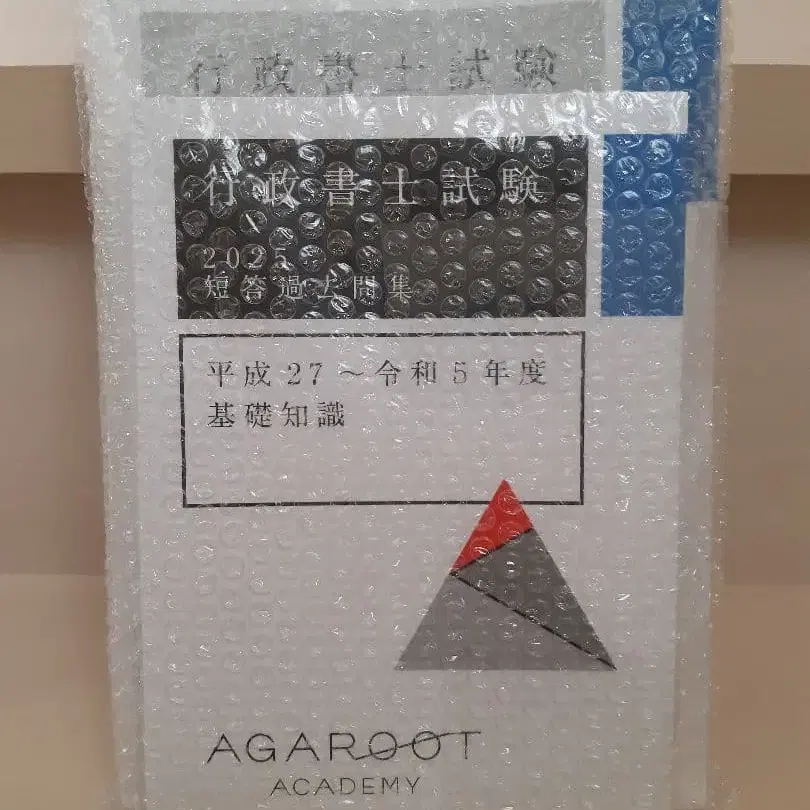 行政書士試験
行政書士試験
2025
短答過去問集
平成27～令和5年度
基礎知識
AGAROOT
ACADEMY